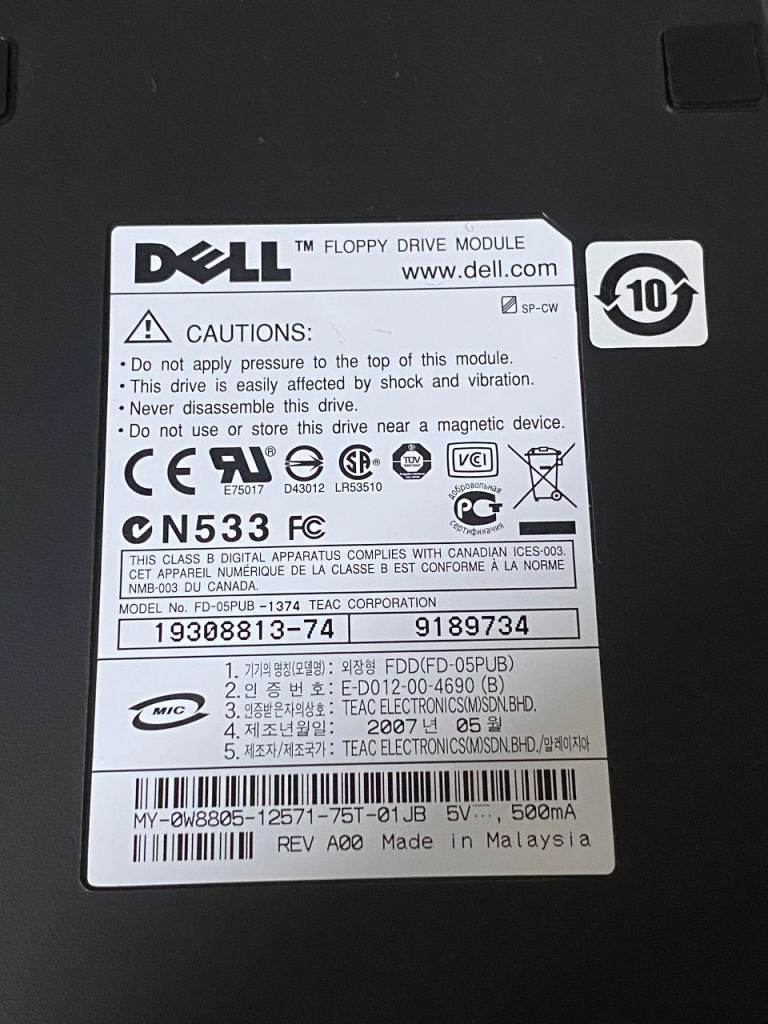 DELL™ FLOPPY DRIVE MODULE
www.dell.com
SP-CW
10
CAUTIONS:
• Do not apply pressure to the top of this module.
• This drive is easily affected by shock and vibration.
• Never disassemble this drive.
• Do not use or store this drive near a magnetic device.
CE ® SA® TÜV VCI
E75017 D43012 LR53510
добровольная
сертификация
N533 FC
THIS CLASS B DIGITAL APPARATUS COMPLIES WITH CANADIAN ICES-003.
CET APPAREIL NUMÉRIQUE DE LA CLASSE B EST CONFORME A LA NORME
NMB-003 DU CANADA.
MODEL No. FD-05PUB -1374 TEAC CORPORATION
19308813-74 9189734
MIC
1.기기의 명칭(모델명) : 외장형 FDD(FD-05PUB)
2. 인 증 번 호 : E-D012-00-4690 (B)
3. 인증받은자의상호 : TEAC ELECTRONICS(M)SDN.BHD.
4. 제조년월일 : 2007년 05월
5. 제조자/제조국가 : TEAC ELECTRONICS(M)SDN.BHD./말레이지아
MY-0W8805-12571-75T-01JB 5V⎓, 500mA
REV A00 Made in Malaysia